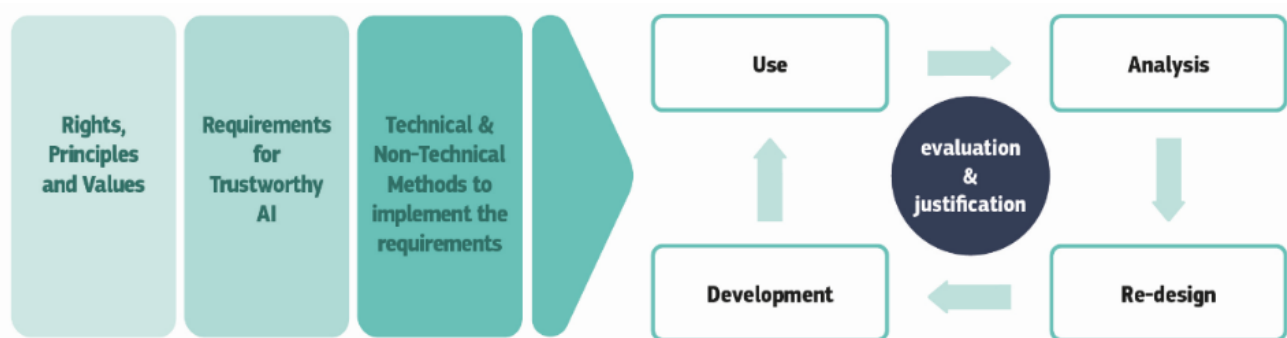 Rights,
Principles
and Values
Requirements
for
Trustworthy
AI
Technical &
Non-Technical
Methods to
implement the
requirements
Use
Analysis
evaluation
&
justification
Development
Re-design